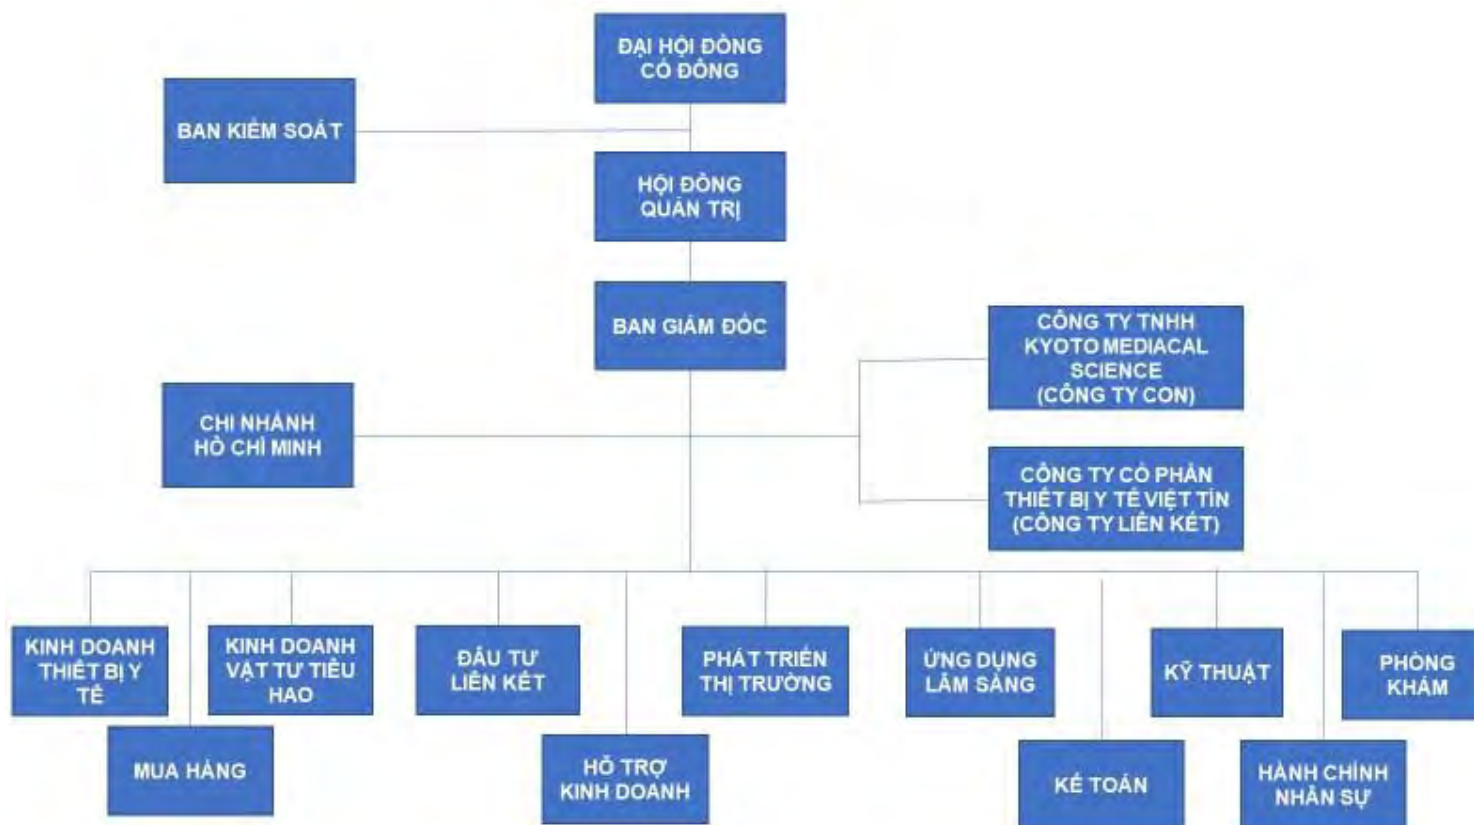 ĐẠI HỘI ĐỒNG
CỔ ĐÔNG
BAN KIỂM SOÁT
HỘI ĐỒNG
QUẢN TRỊ
BAN GIÁM ĐỐC
CÔNG TY TNHH
KYOTO MEDIACAL
SCIENCE
(CÔNG TY CON)
CHI NHÁNH
HỒ CHÍ MINH
CÔNG TY CỔ PHẦN
THIẾT BỊ Y TẾ VIỆT TÍN
(CÔNG TY LIÊN KẾT)
KINH DOANH
THIẾT BỊ Y
TẾ
KINH DOANH
VẬT TƯ TIÊU
HAO
ĐẦU TƯ
LIÊN KẾT
PHÁT TRIỂN
THỊ TRƯỜNG
ỨNG DỤNG
LÂM SÀNG
KỸ THUẬT
PHÒNG
KHÁM
MUA HÀNG
HỖ TRỢ
KINH DOANH
KẾ TOÁN
HÀNH CHÍNH
NHÂN SỰ